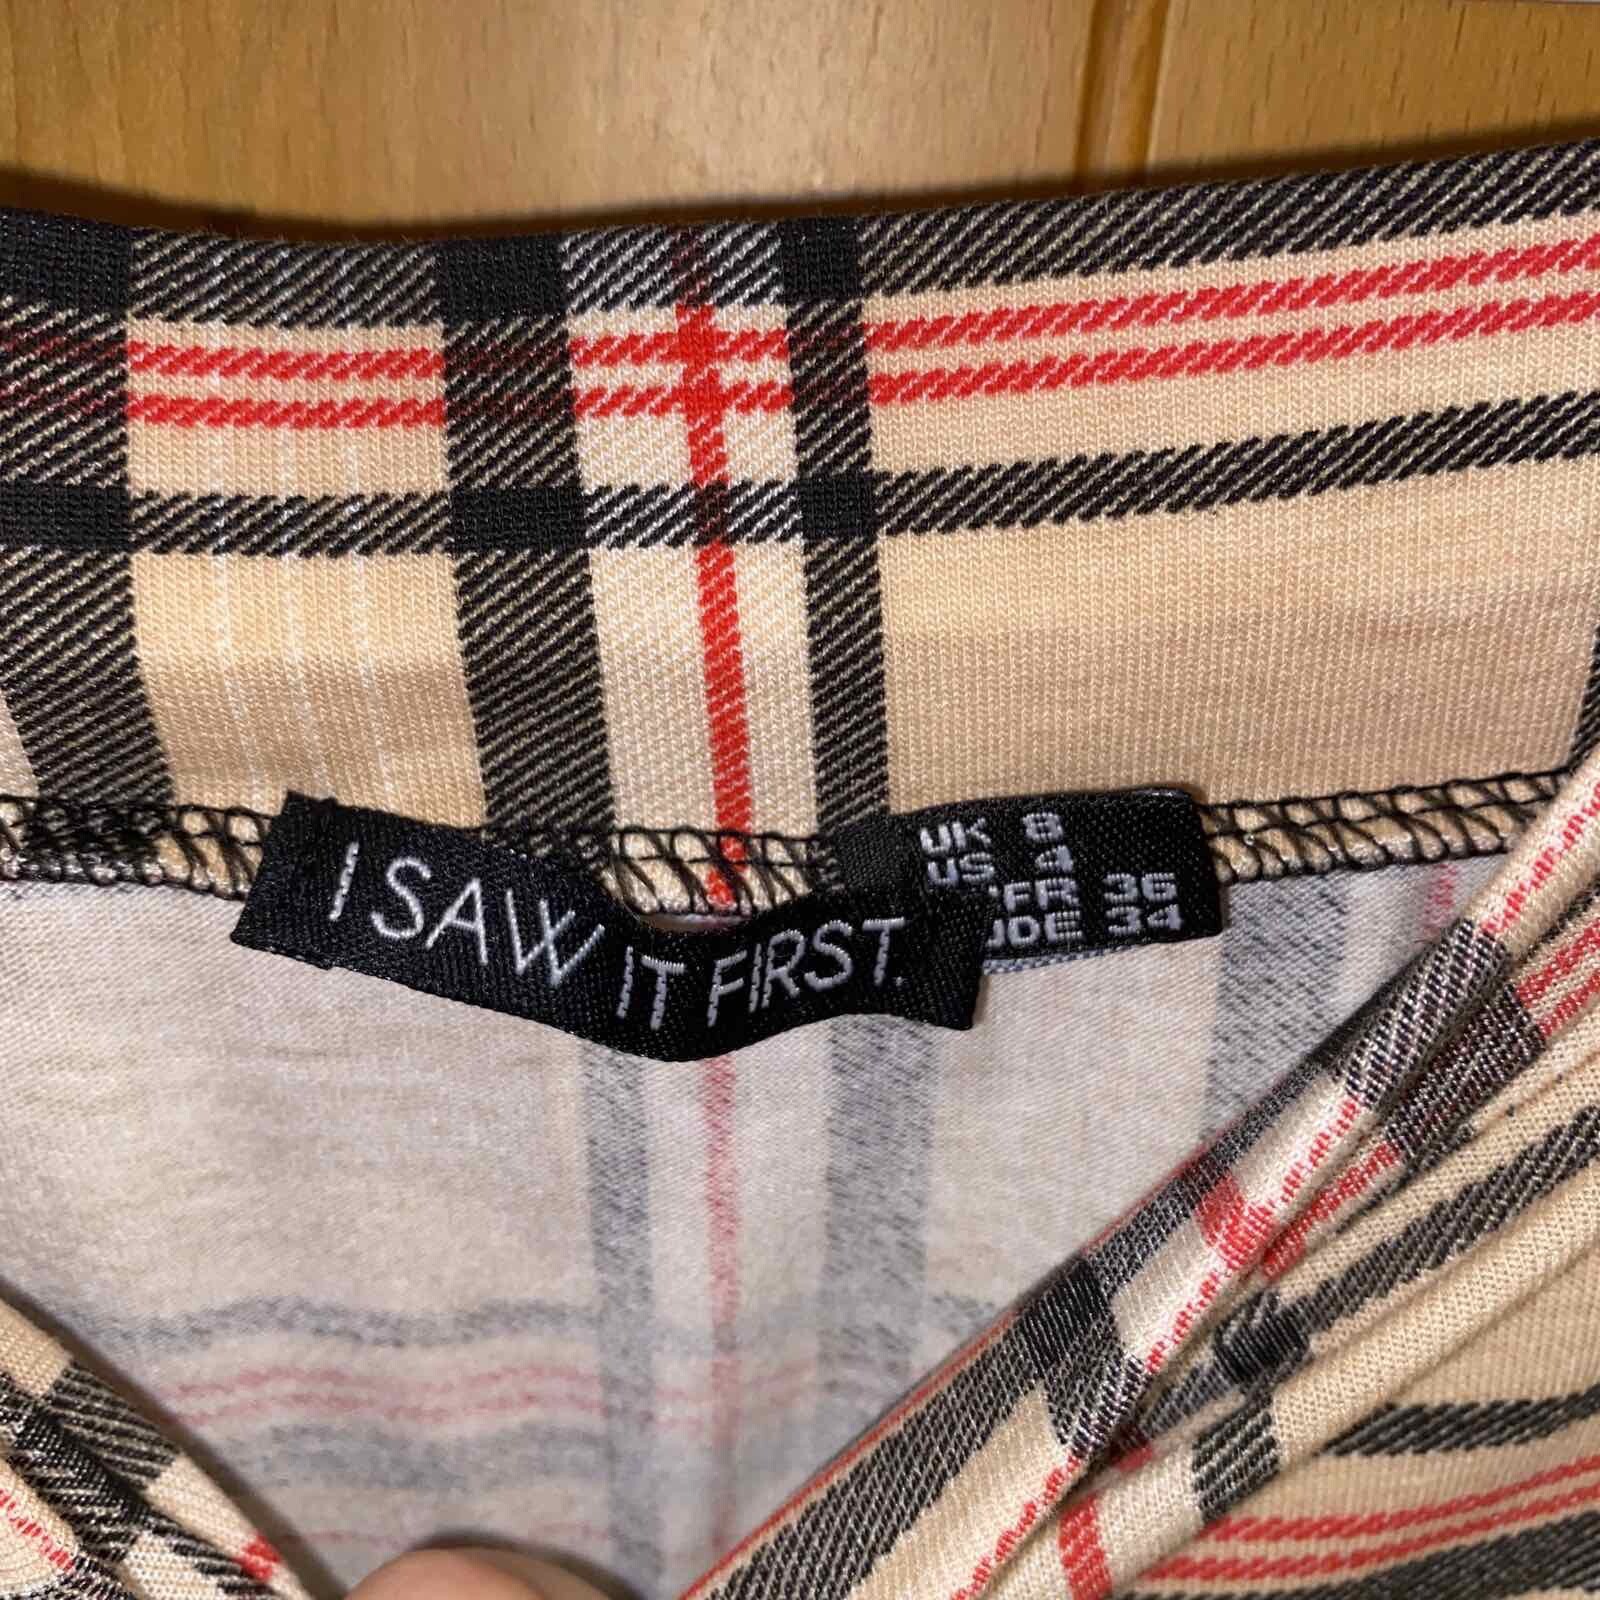 I SAW IT FIRST.
UK 8
US 4
FR 36
DE 34